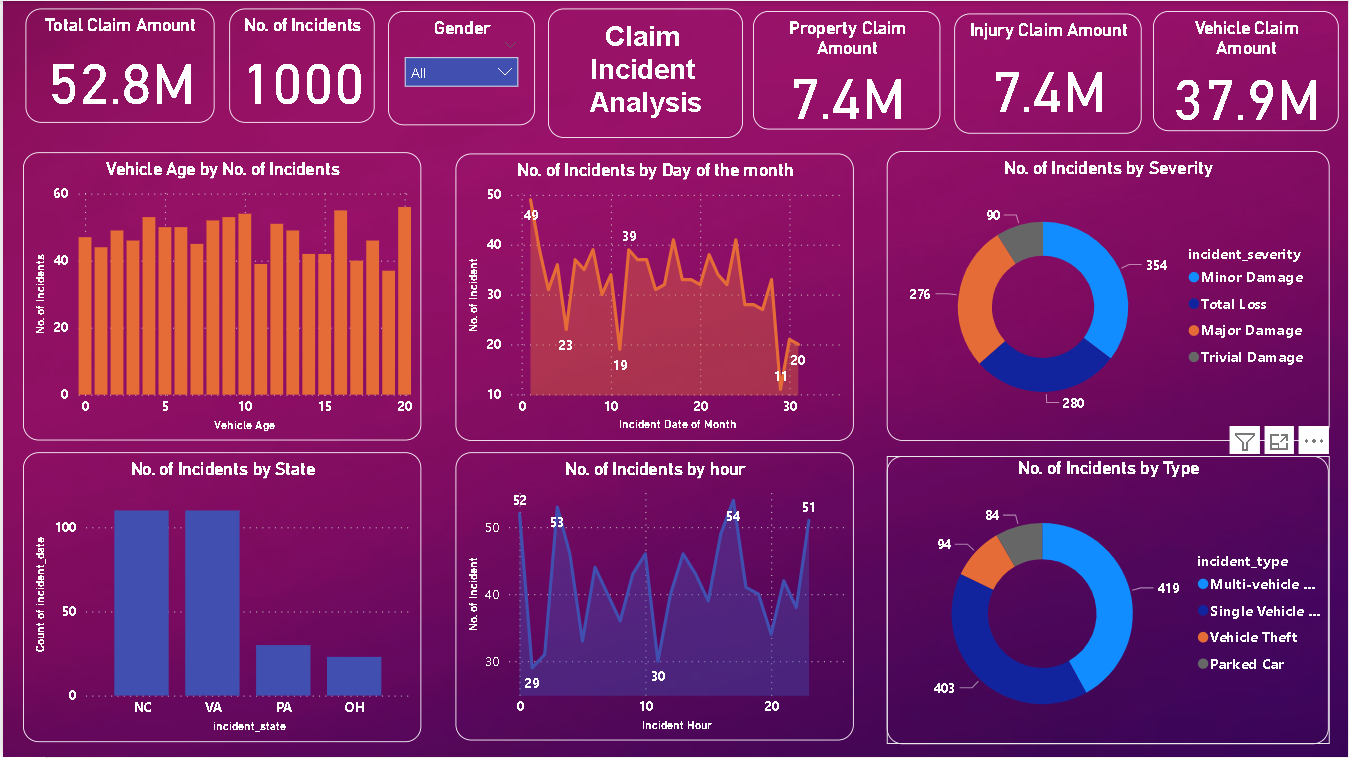 Total Claim Amount
52.8M
No. of Incidents
1000
Gender
All
Claim
Incident
Analysis
Property Claim
Amount
7.4M
Injury Claim Amount
7.4M
Vehicle Claim
Amount
37.9M
Vehicle Age by No. of Incidents
No. of Incidents
60
40
20
0
0 5 10 15 20
Vehicle Age
No. of Incidents by Day of the month
No. of Incident
50
40
30
20
10
49
39
23
19
11
20
0 10 20 30
Incident Date of Month
No. of Incidents by Severity
90
354
276
280
incident_severity
Minor Damage
Total Loss
Major Damage
Trivial Damage
No. of Incidents by State
Count of incident_date
100
50
0
NC VA PA OH
incident_state
No. of Incidents by hour
No. of Incident
50
40
30
52
53
54
51
29
30
0 10 20
Incident Hour
No. of Incidents by Type
84
94
419
403
incident_type
Multi-vehicle ...
Single Vehicle ...
Vehicle Theft
Parked Car